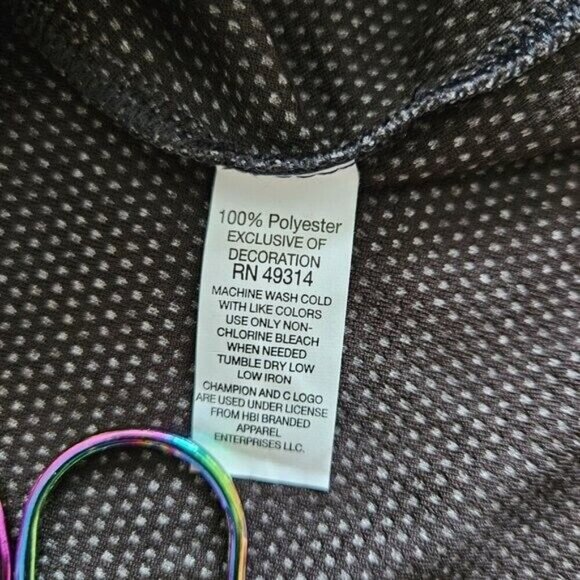 100% Polyester
EXCLUSIVE OF
DECORATION
RN 49314
MACHINE WASH COLD
WITH LIKE COLORS
USE ONLY NON-
CHLORINE BLEACH
WHEN NEEDED
TUMBLE DRY LOW
LOW IRON
CHAMPION AND C LOGO
ARE USED UNDER LICENSE
FROM HBI BRANDED
APPAREL
ENTERPRISES LLC.